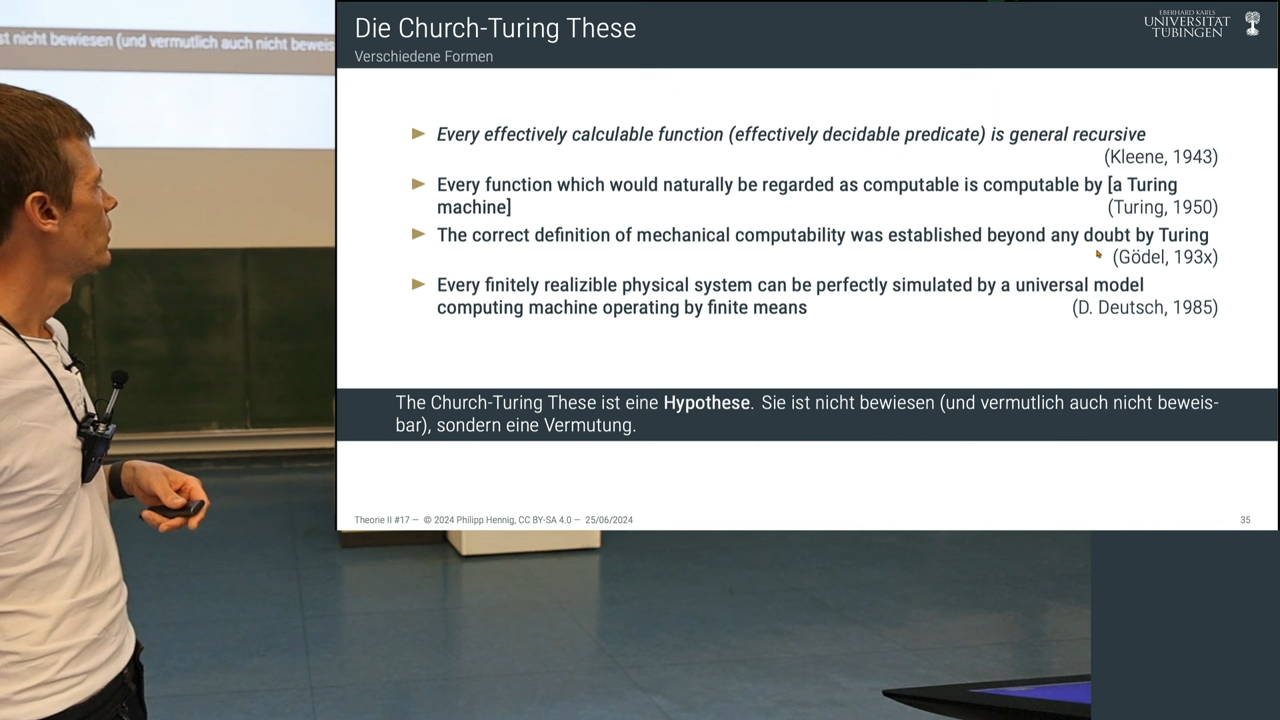 st nicht bewiesen (und vermutlich auch nicht beweis
Die Church-Turing These
Verschiedene Formen
EBERHARD KARLS
UNIVERSITAT
TUBINGEN
Every effectively calculable function (effectively decidable predicate) is general recursive
(Kleene, 1943)
Every function which would naturally be regarded as computable is computable by [a Turing
machine] (Turing, 1950)
The correct definition of mechanical computability was established beyond any doubt by Turing
(Gödel, 193x)
Every finitely realizible physical system can be perfectly simulated by a universal model
computing machine operating by finite means (D. Deutsch, 1985)
The Church-Turing These ist eine Hypothese. Sie ist nicht bewiesen (und vermutlich auch nicht beweis-
bar), sondern eine Vermutung.
Theorie II #17 — © 2024 Philipp Hennig, CC BY-SA 4.0 — 25/06/2024 35